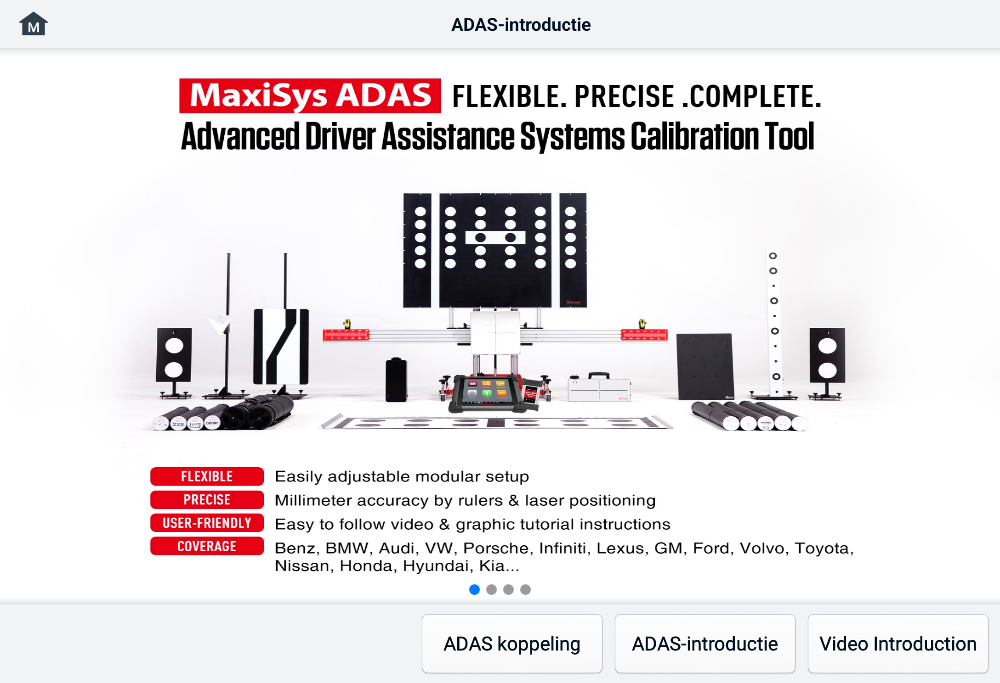 M
ADAS-introductie
MaxiSys ADAS FLEXIBLE. PRECISE .COMPLETE.
Advanced Driver Assistance Systems Calibration Tool
FLEXIBLE Easily adjustable modular setup
PRECISE Millimeter accuracy by rulers & laser positioning
USER-FRIENDLY Easy to follow video & graphic tutorial instructions
COVERAGE Benz, BMW, Audi, VW, Porsche, Infiniti, Lexus, GM, Ford, Volvo, Toyota,
Nissan, Honda, Hyundai, Kia...
ADAS koppeling
ADAS-introductie
Video Introduction